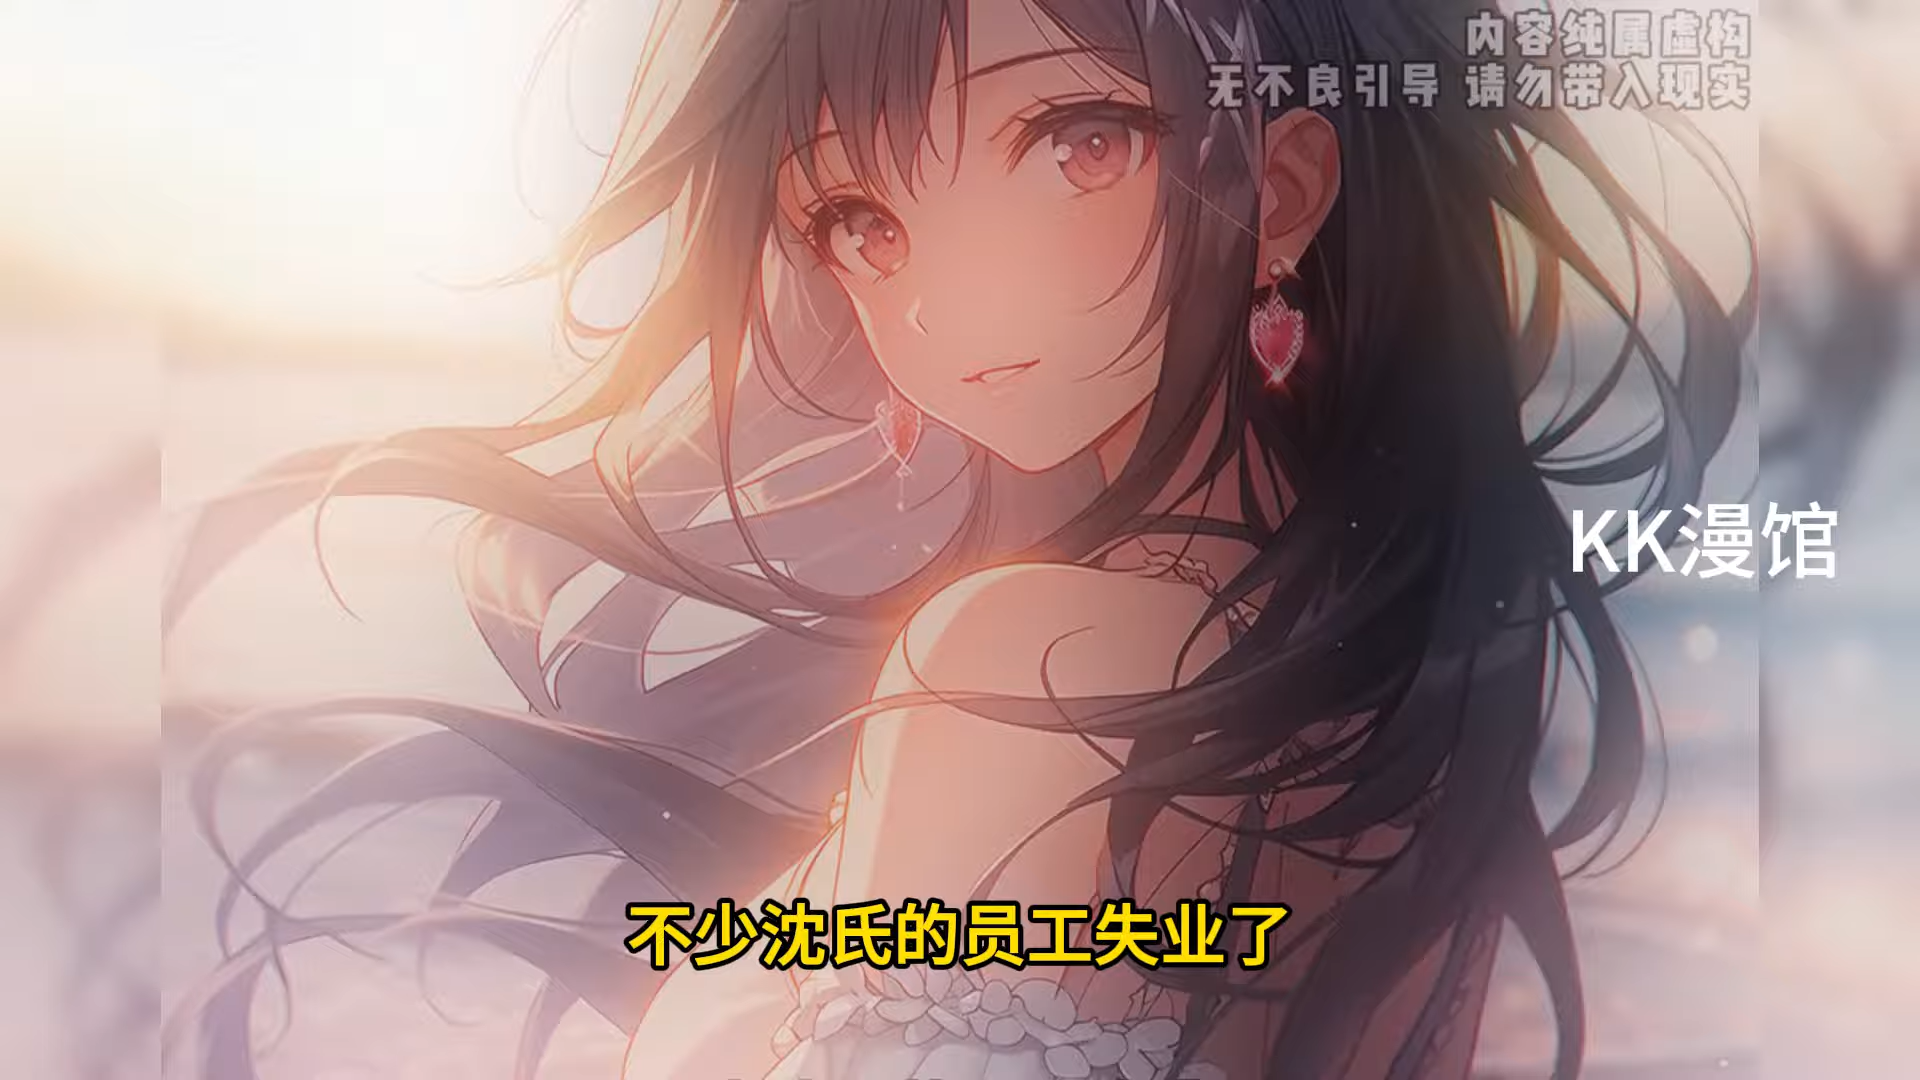 内容纯属虚构
无不良引导 请勿带入现实
KK漫馆
不少沈氏的员工失业了